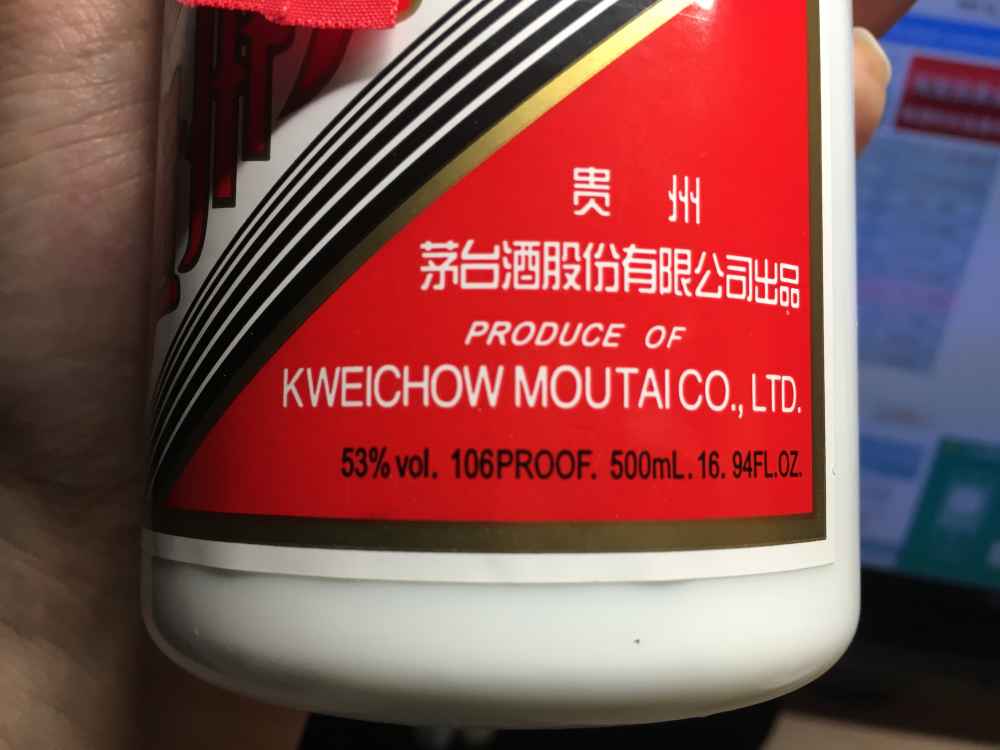 贵 州
茅台酒股份有限公司出品
PRODUCE OF
KWEICHOW MOUTAI CO., LTD.
53% vol. 106PROOF. 500mL. 16. 94FL.OZ.